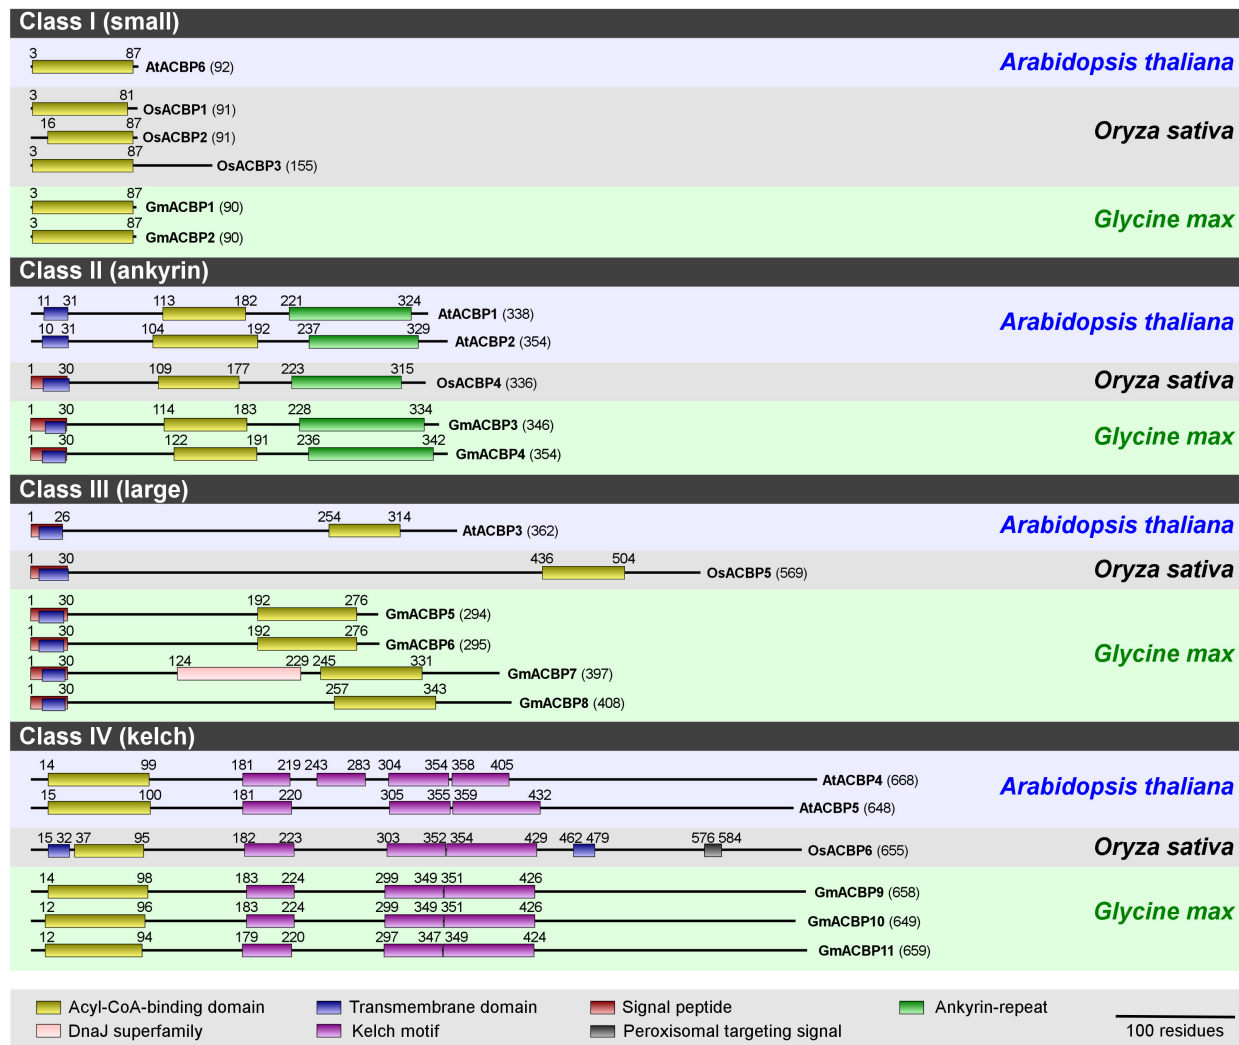 Class I (small)
3 87
AtACBP6 (92)
Arabidopsis thaliana
3 81
OsACBP1 (91)
16 87
OsACBP2 (91)
Oryza sativa
3 87
OsACBP3 (155)
3 87
GmACBP1 (90)
Glycine max
3 87
GmACBP2 (90)
Class II (ankyrin)
11 31 113 182 221 324
AtACBP1 (338)
Arabidopsis thaliana
10 31 104 192 237 329
AtACBP2 (354)
1 30 109 177 223 315
OsACBP4 (336)
Oryza sativa
1 30 114 183 228 334
GmACBP3 (346)
Glycine max
1 30 122 191 236 342
GmACBP4 (354)
Class III (large)
1 26 254 314
AtACBP3 (362)
Arabidopsis thaliana
1 30 436 504
OsACBP5 (569)
Oryza sativa
1 30 192 276
GmACBP5 (294)
1 30 192 276
GmACBP6 (295)
Glycine max
1 30 124 229 245 331
GmACBP7 (397)
1 30 257 343
GmACBP8 (408)
Class IV (kelch)
14 99 181 219 243 283 304 354 358 405
AtACBP4 (668)
Arabidopsis thaliana
15 100 181 220 305 355 359 432
AtACBP5 (648)
15 32 37 95 182 223 303 352 354 429 462 479 576 584
OsACBP6 (655)
Oryza sativa
14 98 183 224 299 349 351 426
GmACBP9 (658)
12 96 183 224 299 349 351 426
GmACBP10 (649)
Glycine max
12 94 179 220 297 347 349 424
GmACBP11 (659)
Acyl-CoA-binding domain Transmembrane domain Signal peptide Ankyrin-repeat
DnaJ superfamily Kelch motif Peroxisomal targeting signal 100 residues